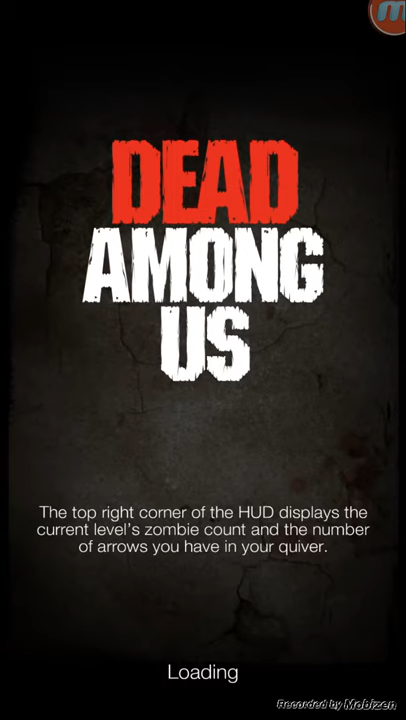 DEAD
AMONG
US
The top right corner of the HUD displays the
current level's zombie count and the number
of arrows you have in your quiver.
Loading
Recorded by Mobizen